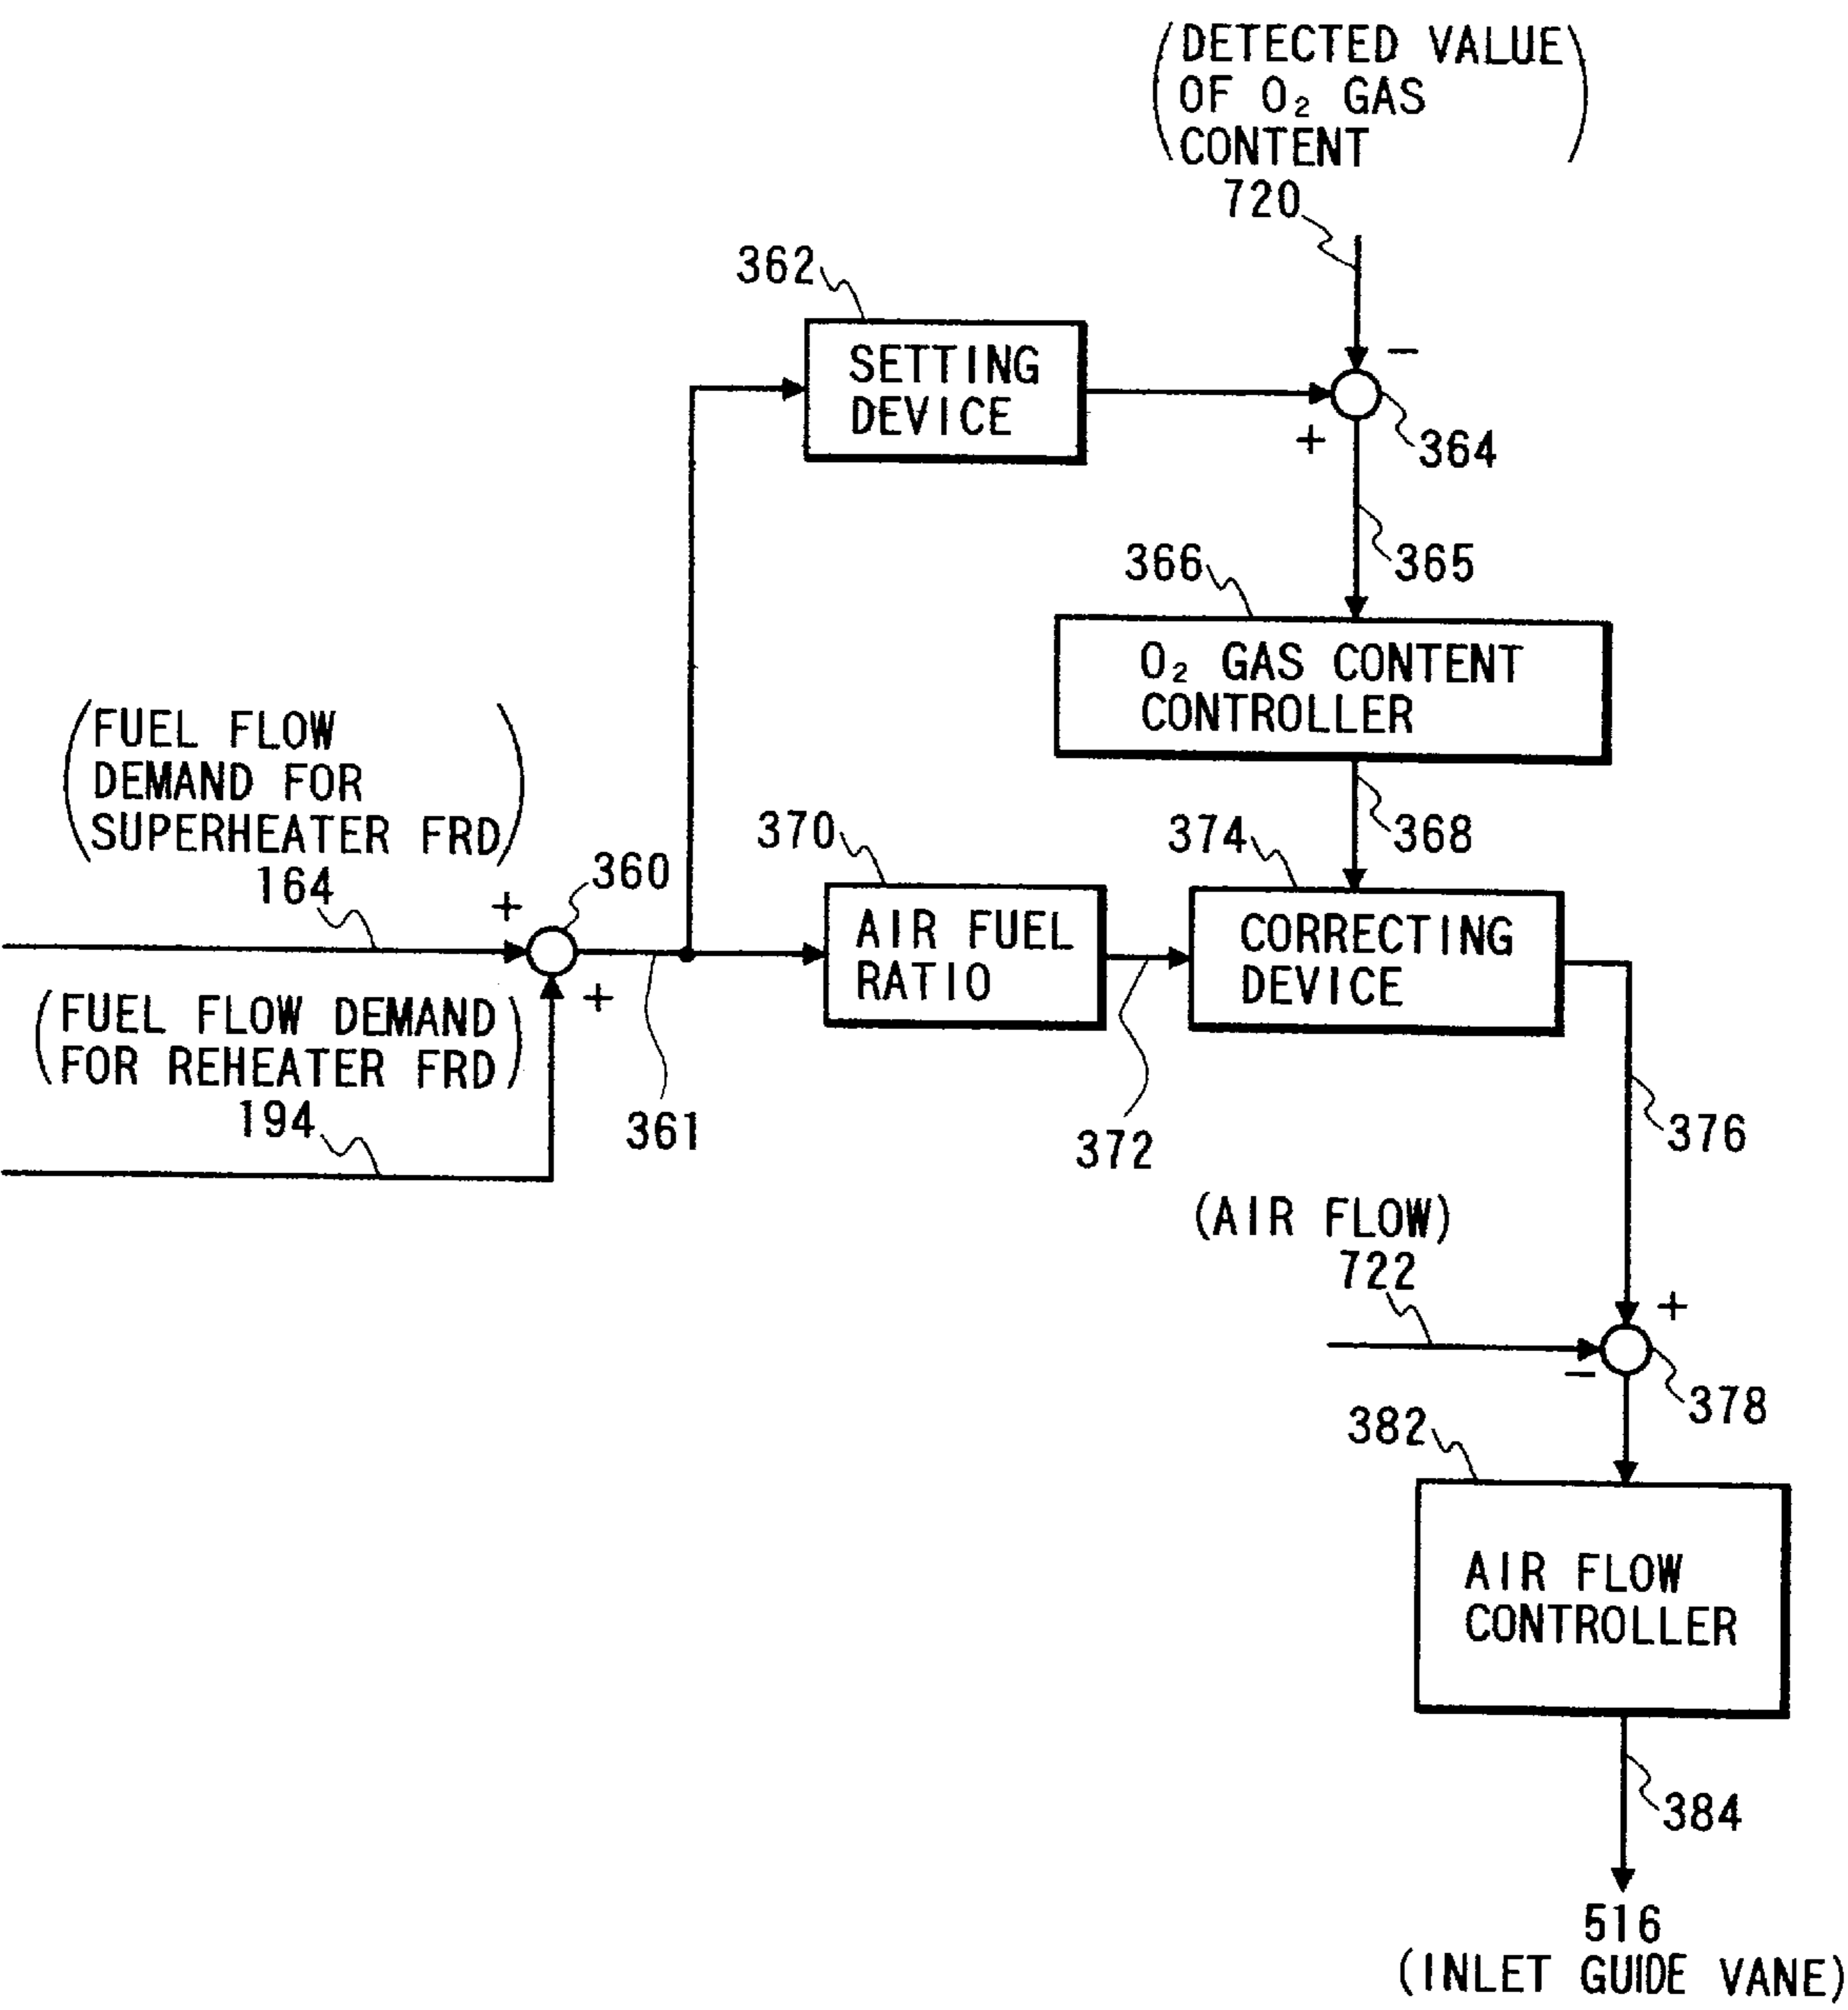 (DETECTED VALUE
OF O₂ GAS
CONTENT)
720
362
SETTING
DEVICE
−
+
364
366
365
O₂ GAS CONTENT
CONTROLLER
(FUEL FLOW
DEMAND FOR
SUPERHEATER FRD)
164
+
360
370
374
368
AIR FUEL
RATIO
CORRECTING
DEVICE
+
(FUEL FLOW DEMAND
FOR REHEATER FRD)
194
361
372
376
(AIR FLOW)
722
+
−
378
382
AIR FLOW
CONTROLLER
384
516
(INLET GUIDE VANE)